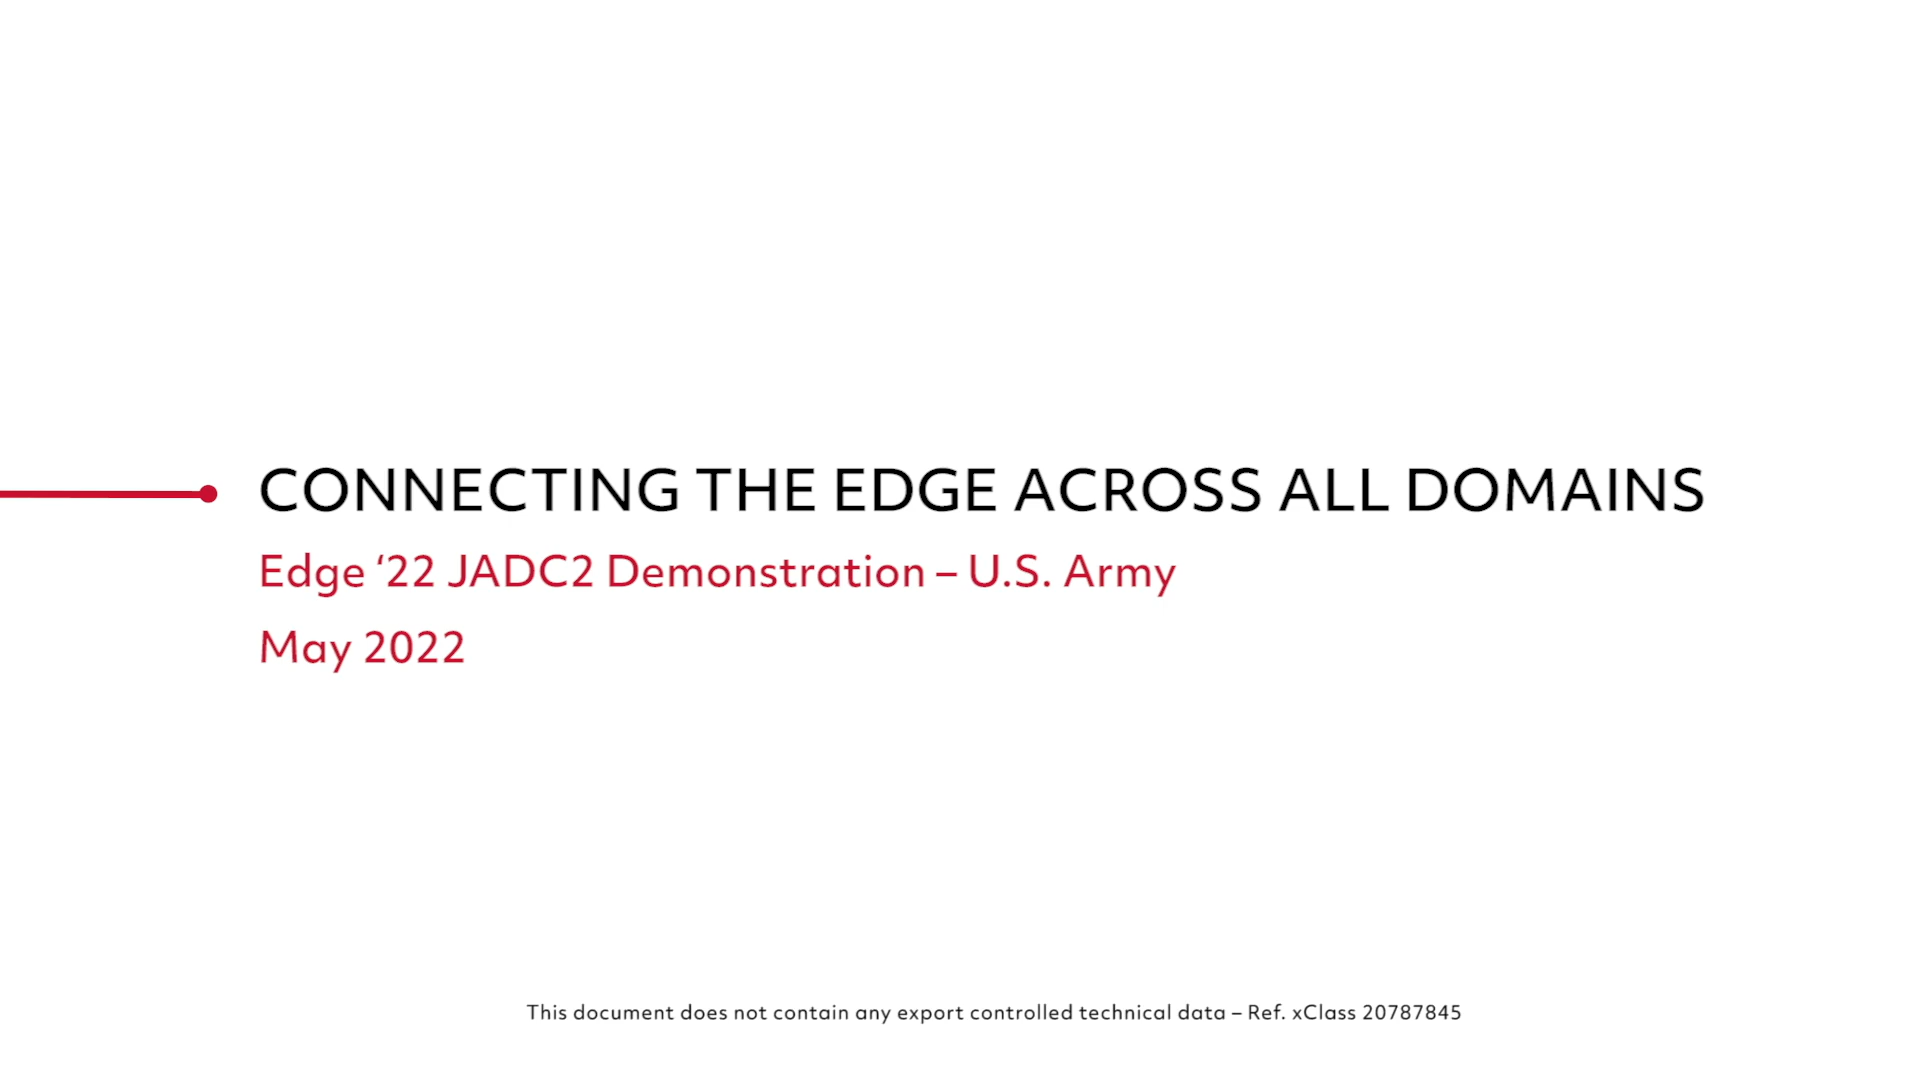 CONNECTING THE EDGE ACROSS ALL DOMAINS
Edge ‘22 JADC2 Demonstration – U.S. Army
May 2022
This document does not contain any export controlled technical data – Ref. xClass 20787845